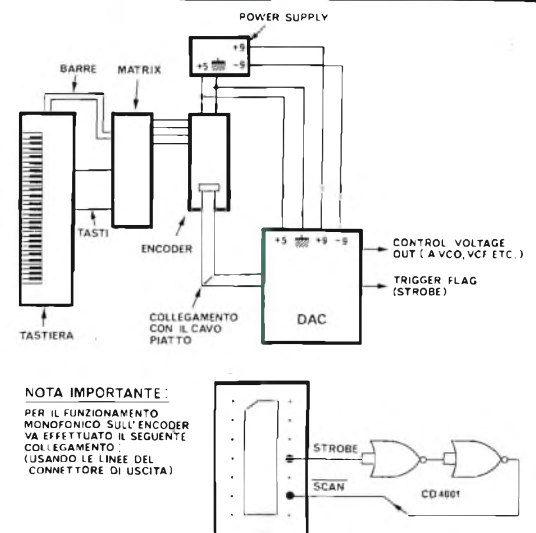 POWER SUPPLY
+9
+5 -9
BARRE
MATRIX
TASTI
ENCODER
TASTIERA
COLLEGAMENTO
CON IL CAVO
PIATTO
+5 +9 -9
DAC
CONTROL VOLTAGE
OUT ( A VCO, VCF ETC. )
TRIGGER FLAG
(STROBE)
NOTA IMPORTANTE:
PER IL FUNZIONAMENTO
MONOFONICO SULL'ENCODER
VA EFFETTUATO IL SEGUENTE
COLLEGAMENTO:
(USANDO LE LINEE DEL
CONNETTORE DI USCITA)
STROBE
SCAN
CD4001